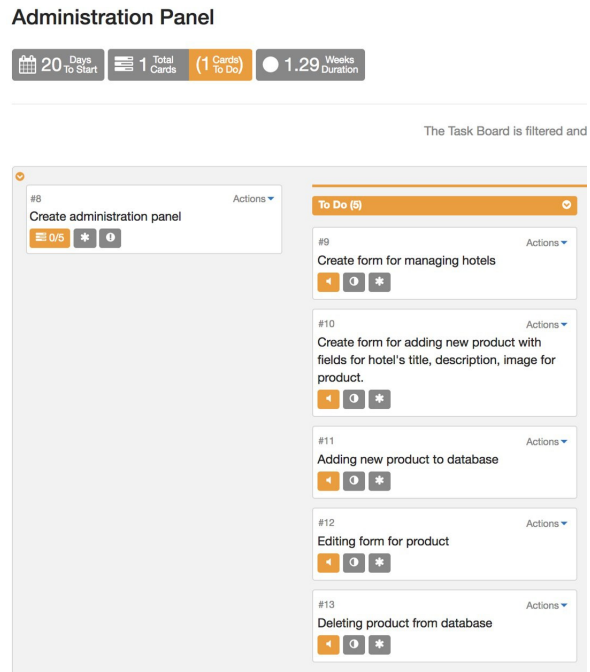 Administration Panel
20 Days To Start
1 Total Cards
(1 Cards To Do)
1.29 Weeks Duration
The Task Board is filtered and
#8 Actions
Create administration panel
0/5
To Do (5)
#9 Actions
Create form for managing hotels
#10 Actions
Create form for adding new product with
fields for hotel's title, description, image for
product.
#11 Actions
Adding new product to database
#12 Actions
Editing form for product
#13 Actions
Deleting product from database